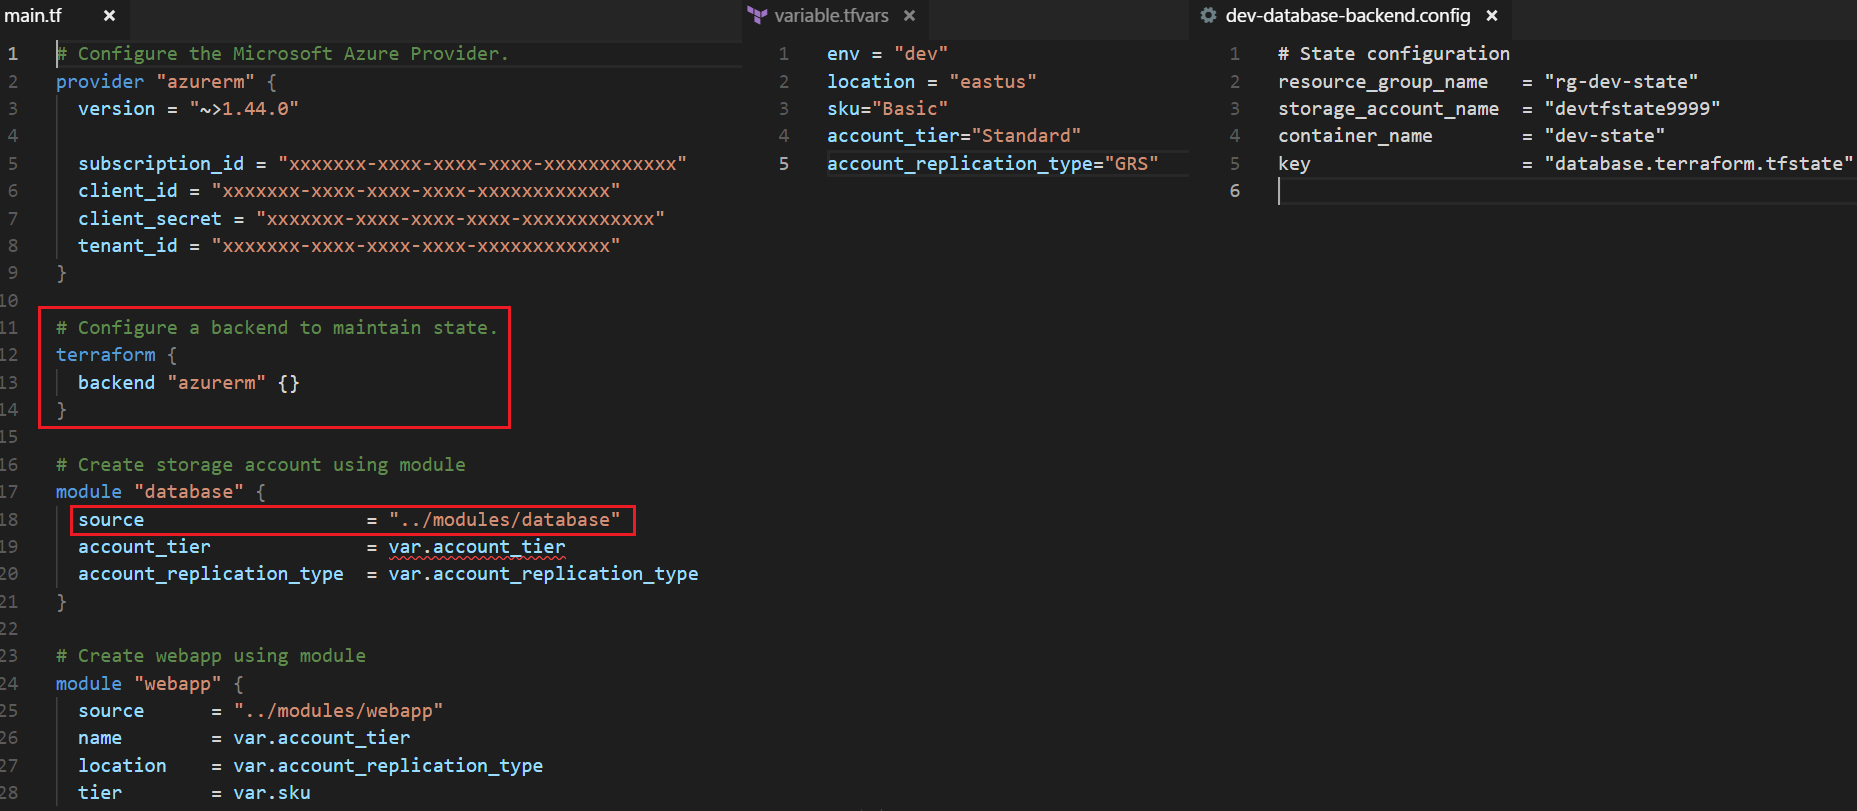 main.tf ×
1 # Configure the Microsoft Azure Provider.
2 provider "azurerm" {
3 version = "~>1.44.0"
4
5 subscription_id = "xxxxxxx-xxxx-xxxx-xxxx-xxxxxxxxxxxx"
6 client_id = "xxxxxxx-xxxx-xxxx-xxxx-xxxxxxxxxxxx"
7 client_secret = "xxxxxxx-xxxx-xxxx-xxxx-xxxxxxxxxxxx"
8 tenant_id = "xxxxxxx-xxxx-xxxx-xxxx-xxxxxxxxxxxx"
9 }
10
11 # Configure a backend to maintain state.
12 terraform {
13 backend "azurerm" {}
14 }
15
16 # Create storage account using module
17 module "database" {
18 source = "../modules/database"
19 account_tier = var.account_tier
20 account_replication_type = var.account_replication_type
21 }
22
23 # Create webapp using module
24 module "webapp" {
25 source = "../modules/webapp"
26 name = var.account_tier
27 location = var.account_replication_type
28 tier = var.sku
variable.tfvars ×
1 env = "dev"
2 location = "eastus"
3 sku="Basic"
4 account_tier="Standard"
5 account_replication_type="GRS"
dev-database-backend.config ×
1 # State configuration
2 resource_group_name = "rg-dev-state"
3 storage_account_name = "devtfstate9999"
4 container_name = "dev-state"
5 key = "database.terraform.tfstate"
6